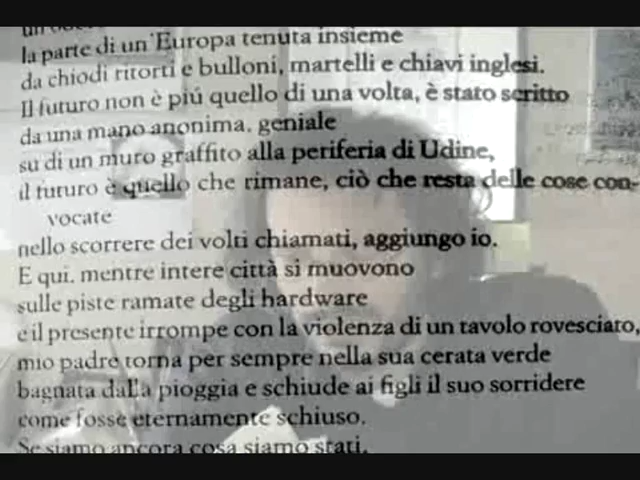 la parte di un'Europa tenuta insieme
da chiodi ritorti e bulloni, martelli e chiavi inglesi.
Il futuro non è piú quello di una volta, è stato scritto
da una mano anonima, geniale
su di un muro graffito alla periferia di Udine,
il futuro è quello che rimane, ciò che resta delle cose con-
vocate
nello scorrere dei volti chiamati, aggiungo io.
E qui, mentre intere città si muovono
sulle piste ramate degli hardware
e il presente irrompe con la violenza di un tavolo rovesciato,
mio padre torna per sempre nella sua cerata verde
bagnata dalla pioggia e schiude ai figli il suo sorridere
come fosse eternamente schiuso.
Se siamo ancora cosa siamo stati,